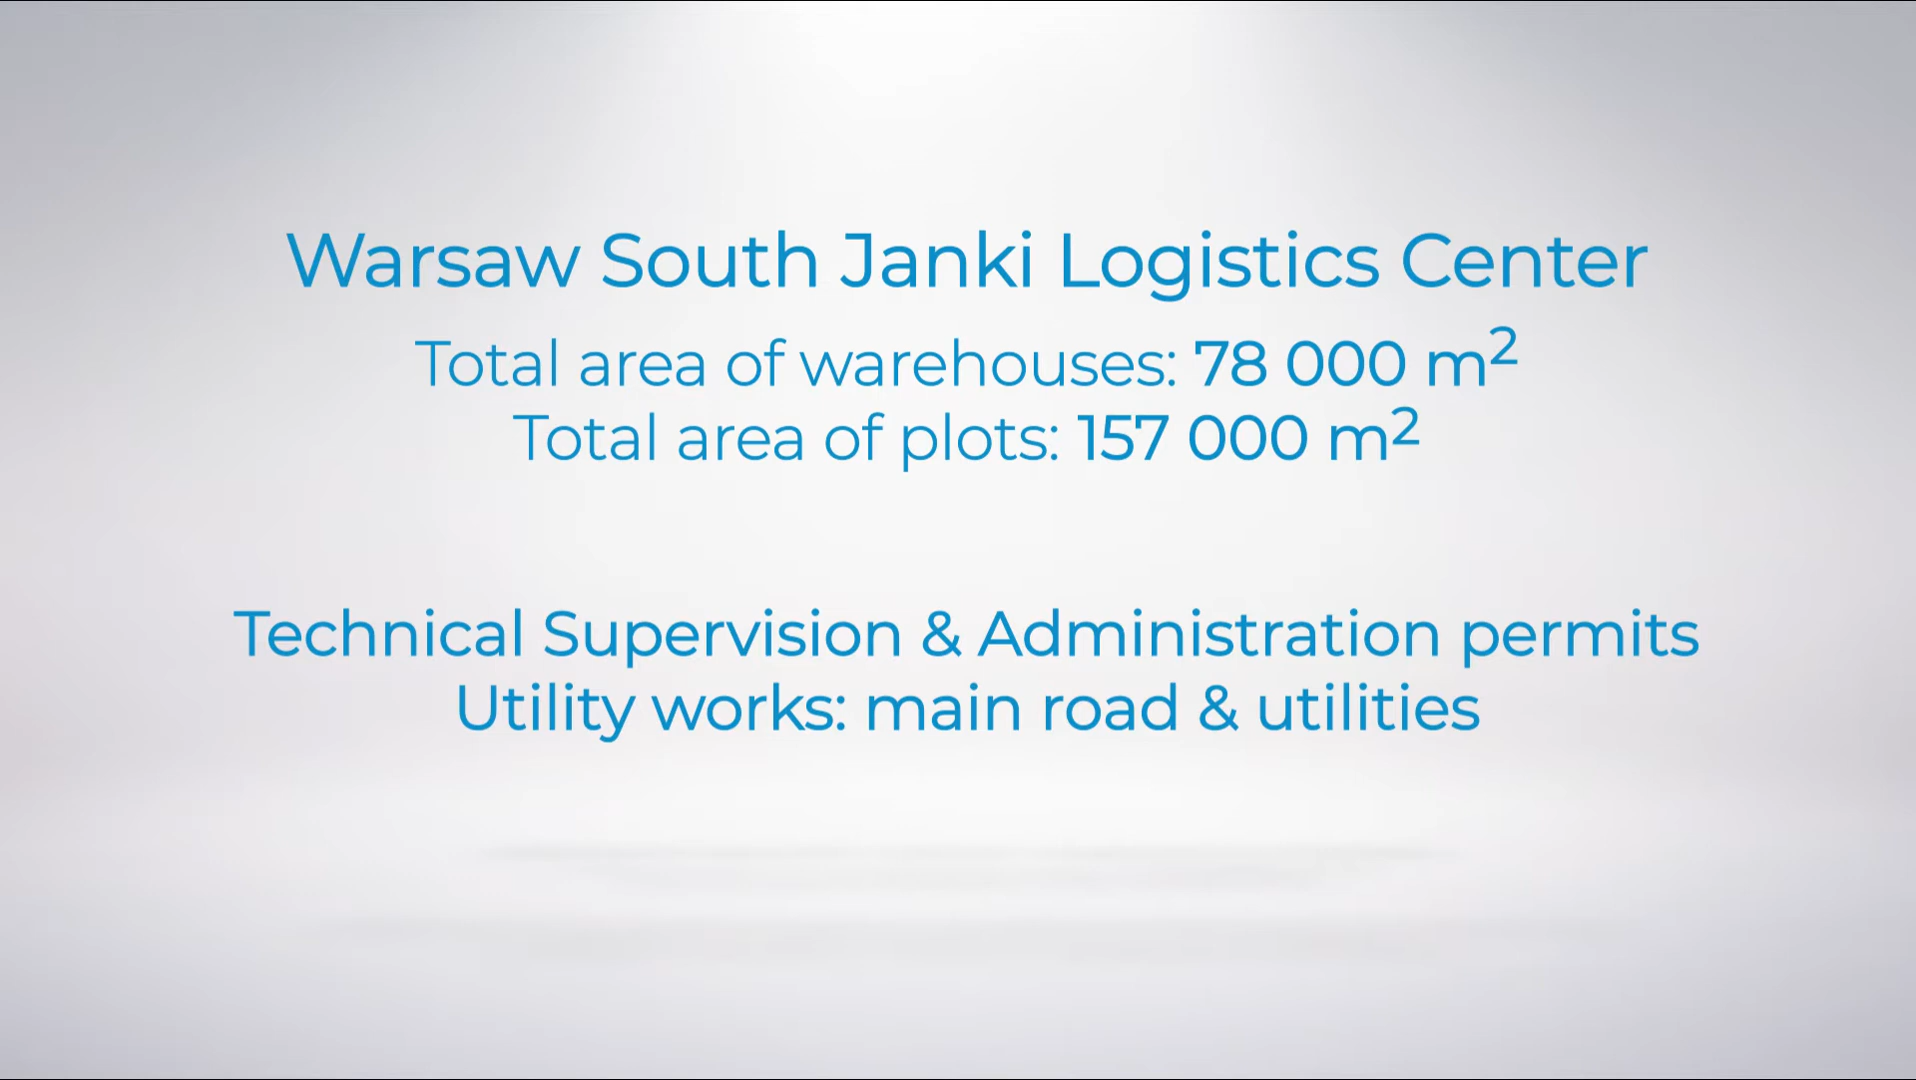 Warsaw South Janki Logistics Center
Total area of warehouses: 78 000 m²
Total area of plots: 157 000 m²
Technical Supervision & Administration permits
Utility works: main road & utilities